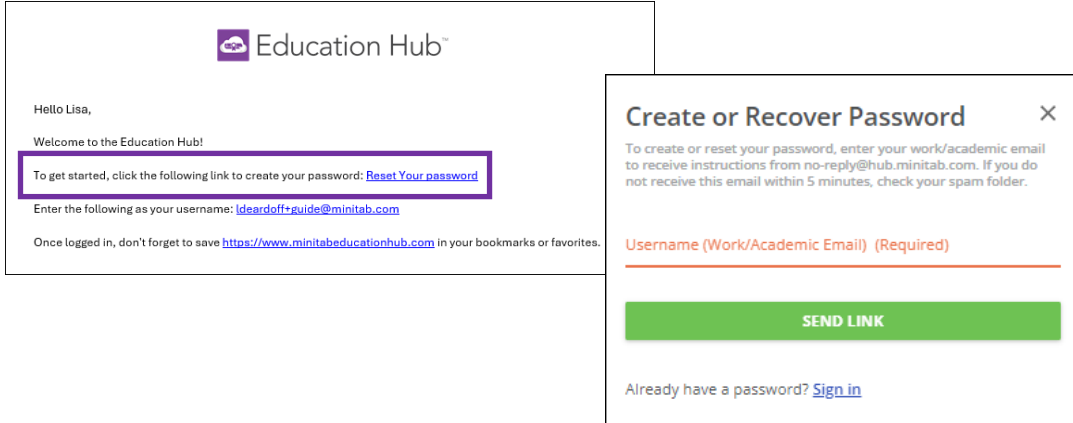 Education Hub™
Hello Lisa,
Welcome to the Education Hub!
To get started, click the following link to create your password: Reset Your password
Enter the following as your username: ldeardoff+guide@minitab.com
Once logged in, don't forget to save https://www.minitabeducationhub.com in your bookmarks or favorites.
Create or Recover Password
To create or reset your password, enter your work/academic email
to receive instructions from no-reply@hub.minitab.com. If you do
not receive this email within 5 minutes, check your spam folder.
Username (Work/Academic Email) (Required)
SEND LINK
Already have a password? Sign in